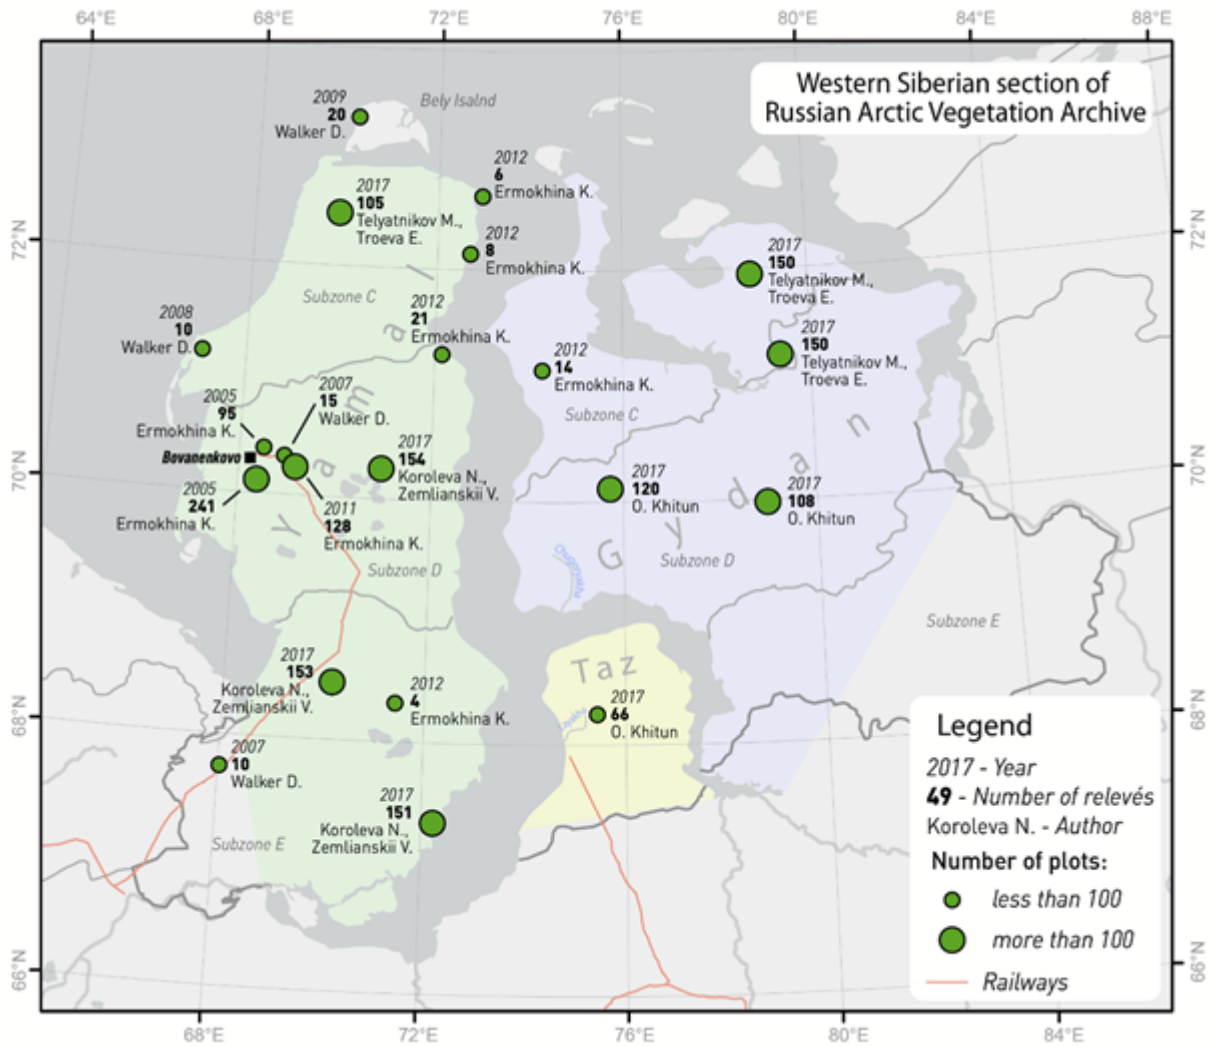 64°E 68°E 72°E 76°E 80°E 84°E 88°E
Western Siberian section of
Russian Arctic Vegetation Archive
Bely Isalnd
2009
20
Walker D.
2012
6
Ermokhina K.
2017
105
Telyatnikov M.,
Troeva E.
2012
8
Ermokhina K.
72°N
72°N
2017
150
Telyatnikov M.,
Troeva E.
Subzone C
2012
21
Ermokhina K.
2008
10
Walker D.
2017
150
Telyatnikov M.,
Troeva E.
2012
14
Ermokhina K.
Subzone C
2005
95
Ermokhina K.
2007
15
Walker D.
Bovanenkovo
2017
154
Koroleva N.,
Zemlianskii V.
70°N
70°N
2005
241
Ermokhina K.
2011
128
Ermokhina K.
2017
120
O. Khitun
2017
108
O. Khitun
Yamal
Gydan
Subzone D
Subzone D
Subzone E
Taz
2017
153
Koroleva N.,
Zemlianskii V.
2012
4
Ermokhina K.
2017
66
O. Khitun
68°N
68°N
2007
10
Walker D.
2017
151
Koroleva N.,
Zemlianskii V.
Subzone E
Legend
2017 - Year
49 - Number of relevés
Koroleva N. - Author
Number of plots:
less than 100
more than 100
Railways
66°N
66°N
68°E 72°E 76°E 80°E 84°E